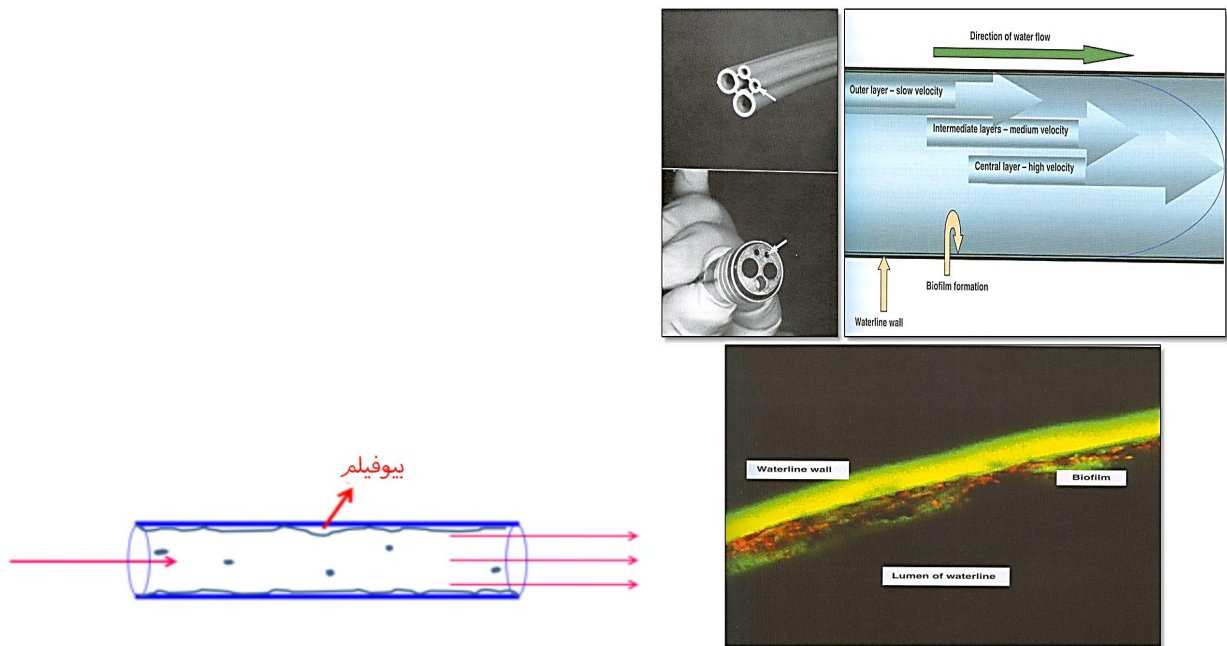 Direction of water flow
Outer layer – slow velocity
Intermediate layers – medium velocity
Central layer – high velocity
Biofilm formation
Waterline wall
بيوفيلم
Waterline wall
Biofilm
Lumen of waterline